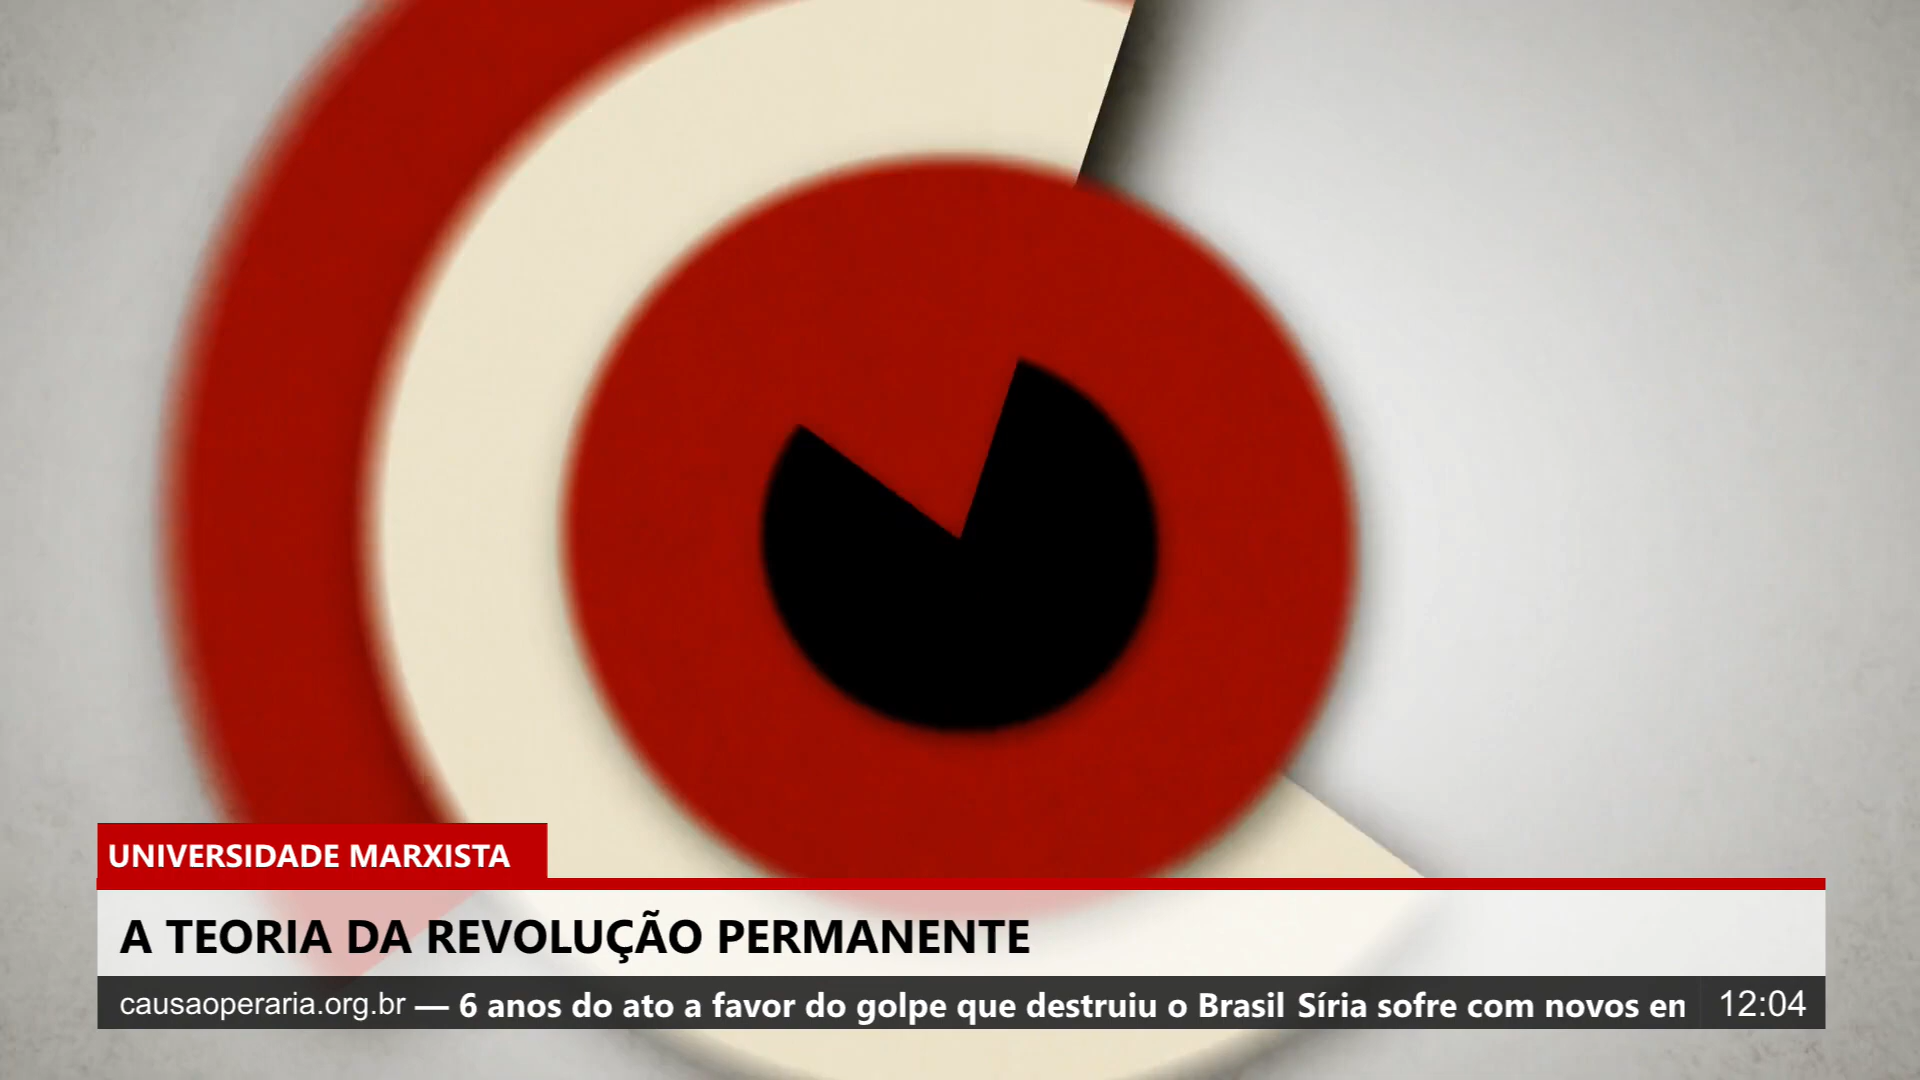 UNIVERSIDADE MARXISTA
A TEORIA DA REVOLUÇÃO PERMANENTE
causaoperaria.org.br — 6 anos do ato a favor do golpe que destruiu o Brasil Síria sofre com novos en 12:04